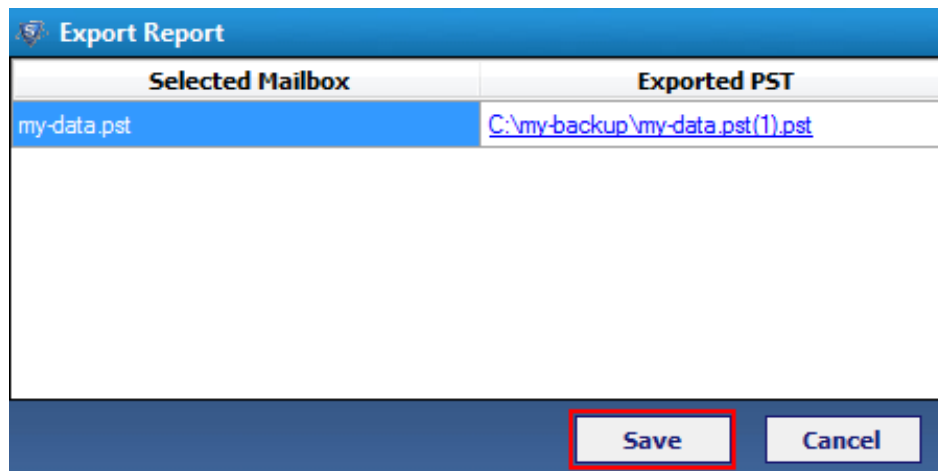 Export Report
Selected Mailbox Exported PST
my-data.pst C:\my-backup\my-data.pst(1).pst
Save Cancel